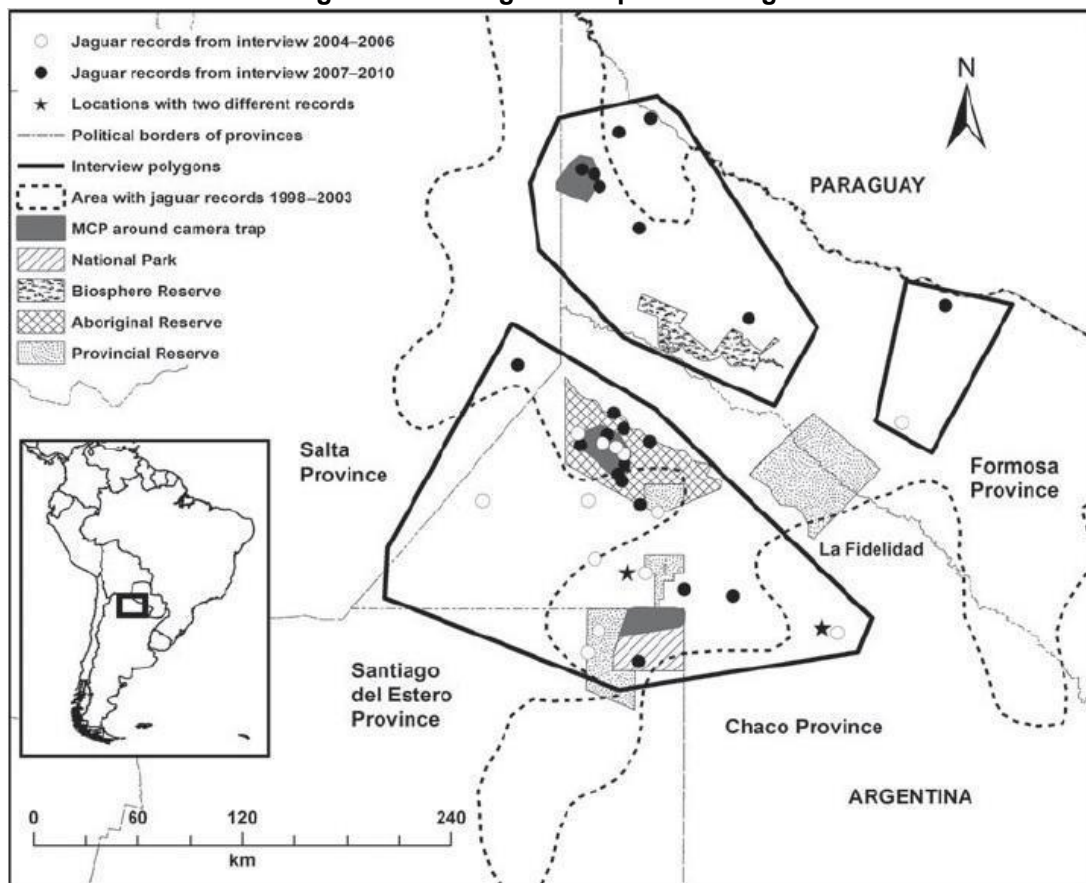 Jaguar records from interview 2004–2006
Jaguar records from interview 2007–2010
Locations with two different records
Political borders of provinces
Interview polygons
Area with jaguar records 1998–2003
MCP around camera trap
National Park
Biosphere Reserve
Aboriginal Reserve
Provincial Reserve
N
PARAGUAY
Salta
Province
Formosa
Province
La Fidelidad
Santiago
del Estero
Province
Chaco Province
ARGENTINA
0 60 120 240
km